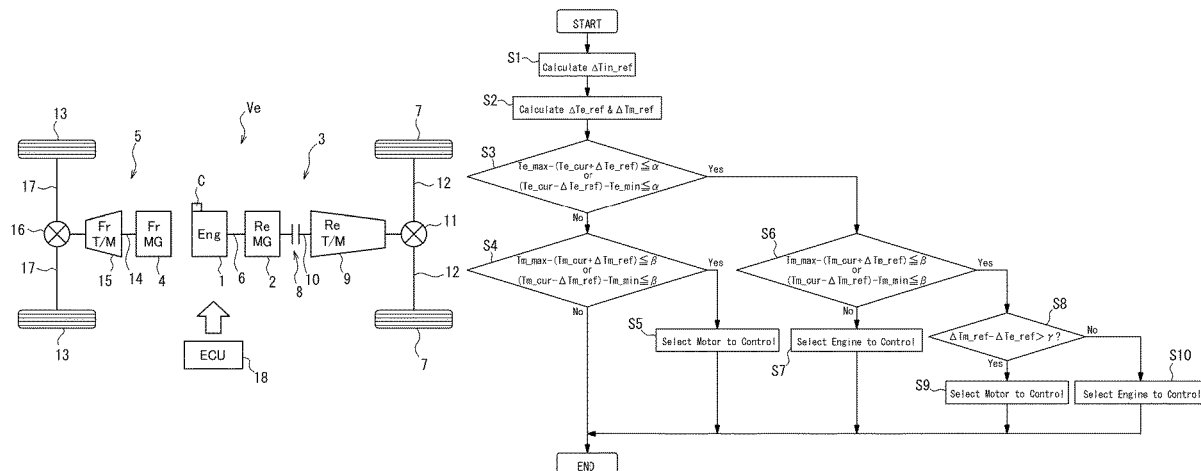 Ve
13
5
3
7
17
C
12
16
Fr
T/M
Fr
MG
Eng
Re
MG
Re
T/M
11
17
15
14
4
1
6
2
8
10
9
12
13
ECU
18
7
START
S1
Calculate ΔTin_ref
S2
Calculate ΔTe_ref & ΔTm_ref
S3
Te_max-(Te_cur+ΔTe_ref)≦α
or
(Te_cur-ΔTe_ref)-Te_min≦α
Yes
No
S4
Tm_max-(Tm_cur+ΔTm_ref)≦β
or
(Tm_cur-ΔTm_ref)-Tm_min≦β
Yes
No
S6
Tm_max-(Tm_cur+ΔTm_ref)≦β
or
(Tm_cur-ΔTm_ref)-Tm_min≦β
Yes
No
S5
Select Motor to Control
S7
Select Engine to Control
S8
ΔTm_ref-ΔTe_ref>γ?
No
Yes
S9
Select Motor to Control
S10
Select Engine to Control
END